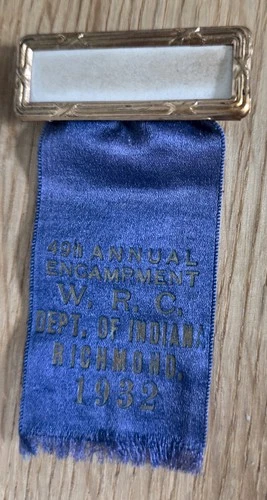 49th ANNUAL
ENCAMPMENT
W. R. C.
DEPT. OF INDIANA
RICHMOND,
1932